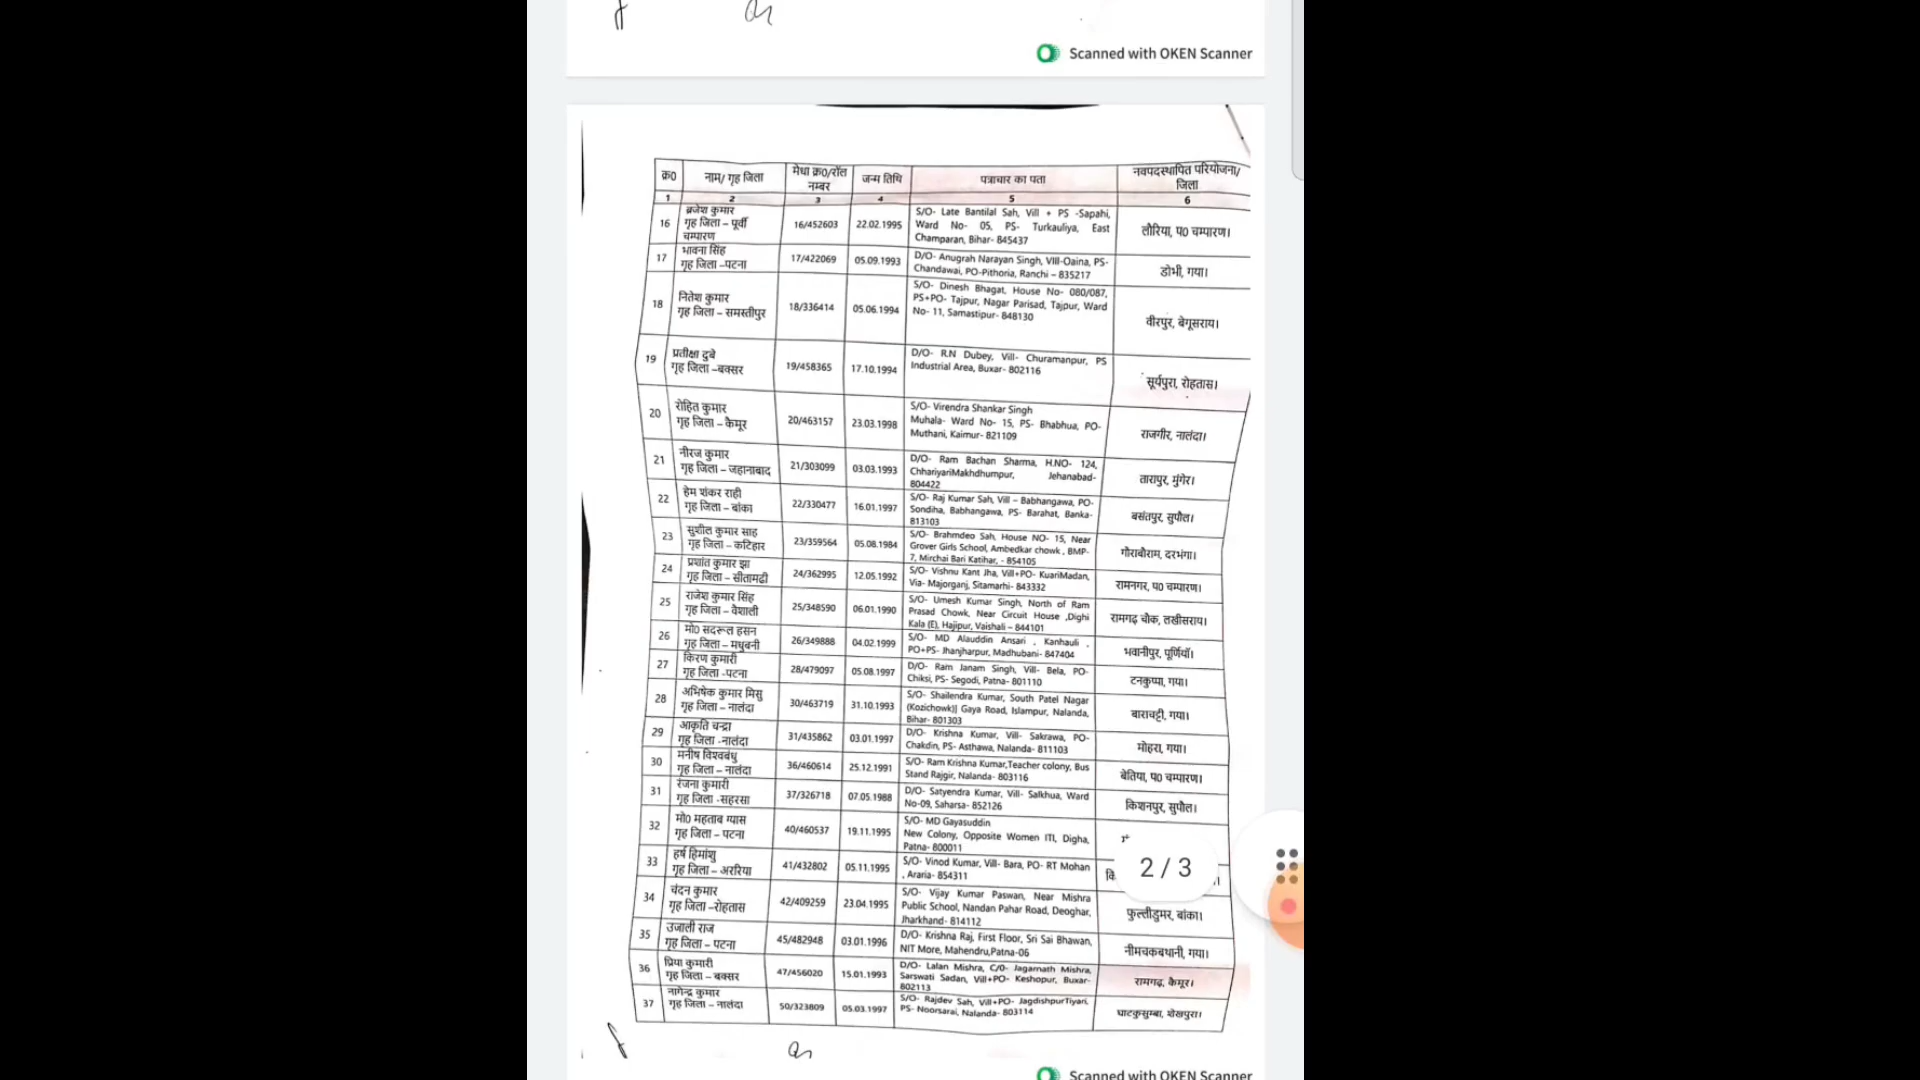 Scanned with OKEN Scanner
क्र0
नाम/ गृह जिला
मेधा क्र0/रॉल
नम्बर
जन्म तिथि
पत्राचार का पता
नवपदस्थापित परियोजना/
जिला
1
2
3
4
5
6
16
ब्रजेश कुमार
गृह जिला – पूर्वी
चम्पारण
16/452603
22.02.1995
S/O- Late Bantilal Sah, Vill + PS -Sapahi,
Ward No- 05, PS- Turkauliya, East
Champaran, Bihar- 845437
लौरिया, प0 चम्पारण।
17
भावना सिंह
गृह जिला –पटना
17/422069
05.09.1993
D/O- Anugrah Narayan Singh, Vill-Oaina, PS-
Chandawai, PO-Pithoria, Ranchi – 835217
डोभी, गया।
18
नितेश कुमार
गृह जिला – समस्तीपुर
18/336414
05.06.1994
S/O- Dinesh Bhagat, House No- 080/087,
PS+PO- Tajpur, Nagar Parisad, Tajpur, Ward
No- 11, Samastipur- 848130
वीरपुर, बेगूसराय।
19
प्रतीक्षा दुबे
गृह जिला –बक्सर
19/458365
17.10.1994
D/O- R.N Dubey, Vill- Churamanpur, PS
Industrial Area, Buxar- 802116
सूर्यपुरा, रोहतास।
20
रोहित कुमार
गृह जिला – कैमूर
20/463157
23.03.1998
S/O- Virendra Shankar Singh
Muhala- Ward No- 15, PS- Bhabhua, PO-
Muthani, Kaimur- 821109
राजगीर, नालंदा।
21
नीरज कुमार
गृह जिला – जहानाबाद
21/303099
03.03.1993
D/O- Ram Bachan Sharma, H.NO- 124,
ChhariyariMakhdhumpur, Jehanabad-
804422
तारापुर, मुंगेर।
22
हेम शंकर राही
गृह जिला – बांका
22/330477
16.01.1997
S/O- Raj Kumar Sah, Vill – Babhangawa, PO-
Sondiha, Babhangawa, PS- Barahat, Banka-
813103
बसंतपुर, सुपौल।
23
सुशील कुमार साह
गृह जिला – कटिहार
23/359564
05.08.1984
S/O- Brahmdeo Sah, House NO- 15, Near
Grover Girls School, Ambedkar chowk , BMP-
7, Mirchai Bari Katihar, - 854105
गौराबौराम, दरभंगा।
24
प्रशांत कुमार झा
गृह जिला – सीतामढी
24/362995
12.05.1992
S/O- Vishnu Kant Jha, Vill+PO- KuariMadan,
Via- Majorganj, Sitamarhi- 843332
रामनगर, प0 चम्पारण।
25
राजेश कुमार सिंह
गृह जिला – वैशाली
25/348590
06.01.1990
S/O- Umesh Kumar Singh, North of Ram
Prasad Chowk, Near Circuit House ,Dighi
Kala (E), Hajipur, Vaishali – 844101
रामगढ़ चौक, लखीसराय।
26
मो0 सदरूल हसन
गृह जिला – मधुबनी
26/349888
04.02.1999
S/O- MD Alauddin Ansari , Kanhauli ,
PO+PS- Jhanjharpur, Madhubani- 847404
भवानीपुर, पूर्णियाँ।
27
किरण कुमारी
गृह जिला -पटना
28/479097
05.08.1997
D/O- Ram Janam Singh, Vill- Bela, PO-
Chiksi, PS- Segodi, Patna- 801110
टनकुप्पा, गया।
28
अभिषेक कुमार मिसु
गृह जिला – नालंदा
30/463719
31.10.1993
S/O- Shailendra Kumar, South Patel Nagar
(Kozichowk)] Gaya Road, Islampur, Nalanda,
Bihar- 801303
बाराचट्टी, गया।
29
आकृति चन्द्रा
गृह जिला -नालंदा
31/435862
03.01.1997
D/O- Krishna Kumar, Vill- Sakrawa, PO-
Chakdin, PS- Asthawa, Nalanda- 811103
मोहरा, गया।
30
मनीष विश्वबंधु
गृह जिला – नालंदा
36/460614
25.12.1991
S/O- Ram Krishna Kumar,Teacher colony, Bus
Stand Rajgir, Nalanda- 803116
बेतिया, प0 चम्पारण।
31
रंजना कुमारी
गृह जिला -सहरसा
37/326718
07.05.1988
D/O- Satyendra Kumar, Vill- Salkhua, Ward
No-09, Saharsa- 852126
किशनपुर, सुपौल।
32
मो0 महताब ग्यास
गृह जिला – पटना
40/460537
19.11.1995
S/O- MD Gayasuddin
New Colony, Opposite Women ITI, Digha,
Patna- 800011
33
हर्ष हिमांशु
गृह जिला – अररिया
41/432802
05.11.1995
S/O- Vinod Kumar, Vill- Bara, PO- RT Mohan
, Araria- 854311
2 / 3
34
चंदन कुमार
गृह जिला –रोहतास
42/409259
23.04.1995
S/O- Vijay Kumar Paswan, Near Mishra
Public School, Nandan Pahar Road, Deoghar,
Jharkhand- 814112
फुल्लीडुमर, बांका।
35
उजाली राज
गृह जिला – पटना
45/482948
03.01.1996
D/O- Krishna Raj, First Floor, Sri Sai Bhawan,
NIT More, Mahendru,Patna-06
नीमचकबथानी, गया।
36
प्रिया कुमारी
गृह जिला – बक्सर
47/456020
15.01.1993
D/O- Lalan Mishra, C/0- Jagarnath Mishra,
Sarswati Sadan, Vill+PO- Keshopur, Buxar-
802113
रामगढ़, कैमूर।
37
नागेन्द्र कुमार
गृह जिला – नालंदा
50/323809
05.03.1997
S/O- Rajdev Sah, Vill+PO- JagdishpurTiyari,
PS- Noorsarai, Nalanda- 803114
घाटकुसुम्बा, शेखपुरा।
Scanned with OKEN Scanner